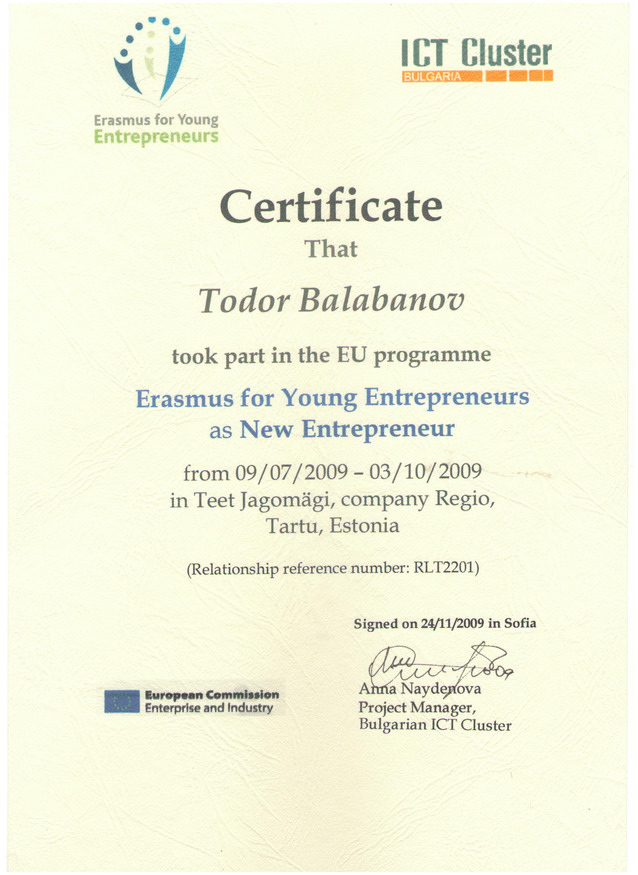 Erasmus for Young
Entrepreneurs
ICT Cluster
BULGARIA
Certificate
That
Todor Balabanov
took part in the EU programme
Erasmus for Young Entrepreneurs
as New Entrepreneur
from 09/07/2009 – 03/10/2009
in Teet Jagomägi, company Regio,
Tartu, Estonia
(Relationship reference number: RLT2201)
Signed on 24/11/2009 in Sofia
Anna Naydenova
Project Manager,
Bulgarian ICT Cluster
European Commission
Enterprise and Industry